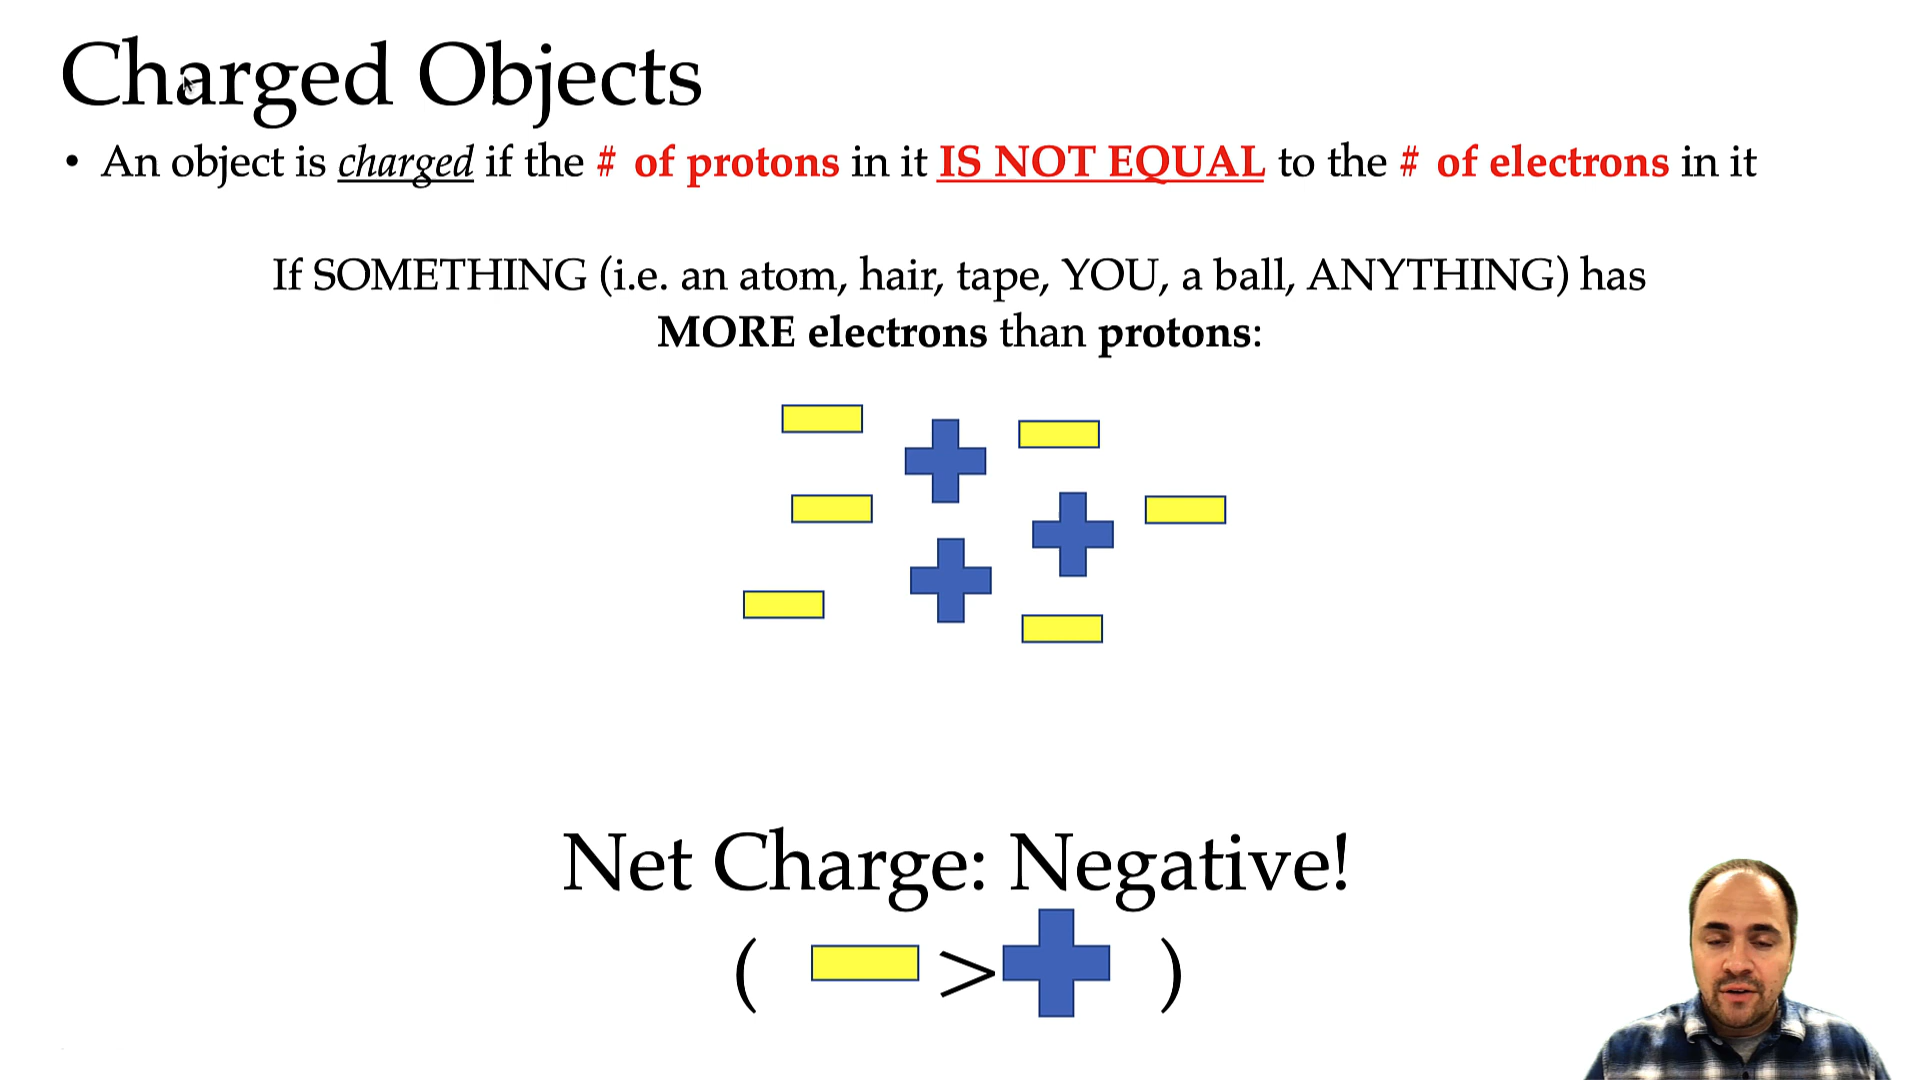 Charged Objects
• An object is charged if the # of protons in it IS NOT EQUAL to the # of electrons in it
If SOMETHING (i.e. an atom, hair, tape, YOU, a ball, ANYTHING) has
MORE electrons than protons:
Net Charge: Negative!
( > )